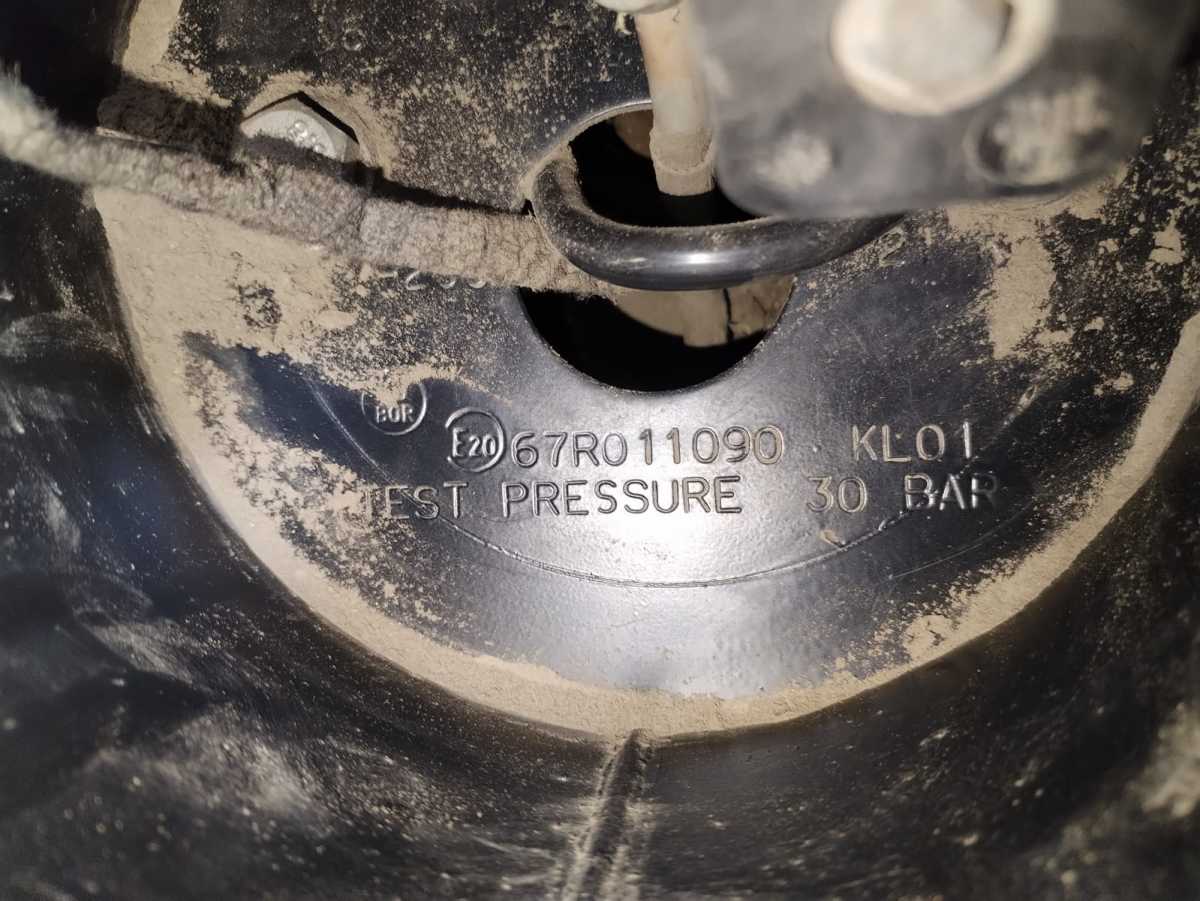 BOR
E20 67R011090 KL01
TEST PRESSURE 30 BAR